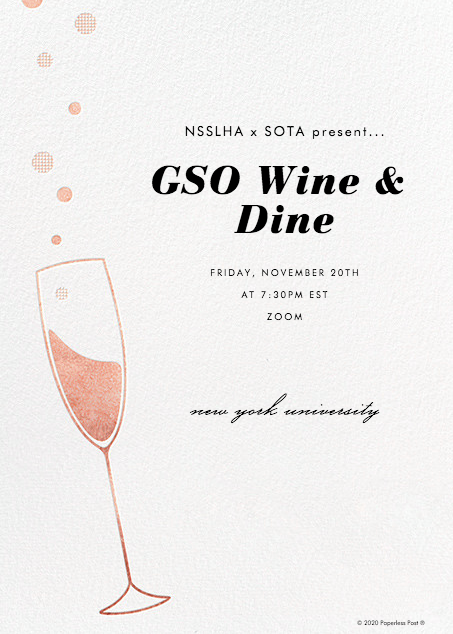 NSSLHA x SOTA present...
GSO Wine &
Dine
FRIDAY, NOVEMBER 20TH
AT 7:30PM EST
ZOOM
new york university
© 2020 Paperless Post ®